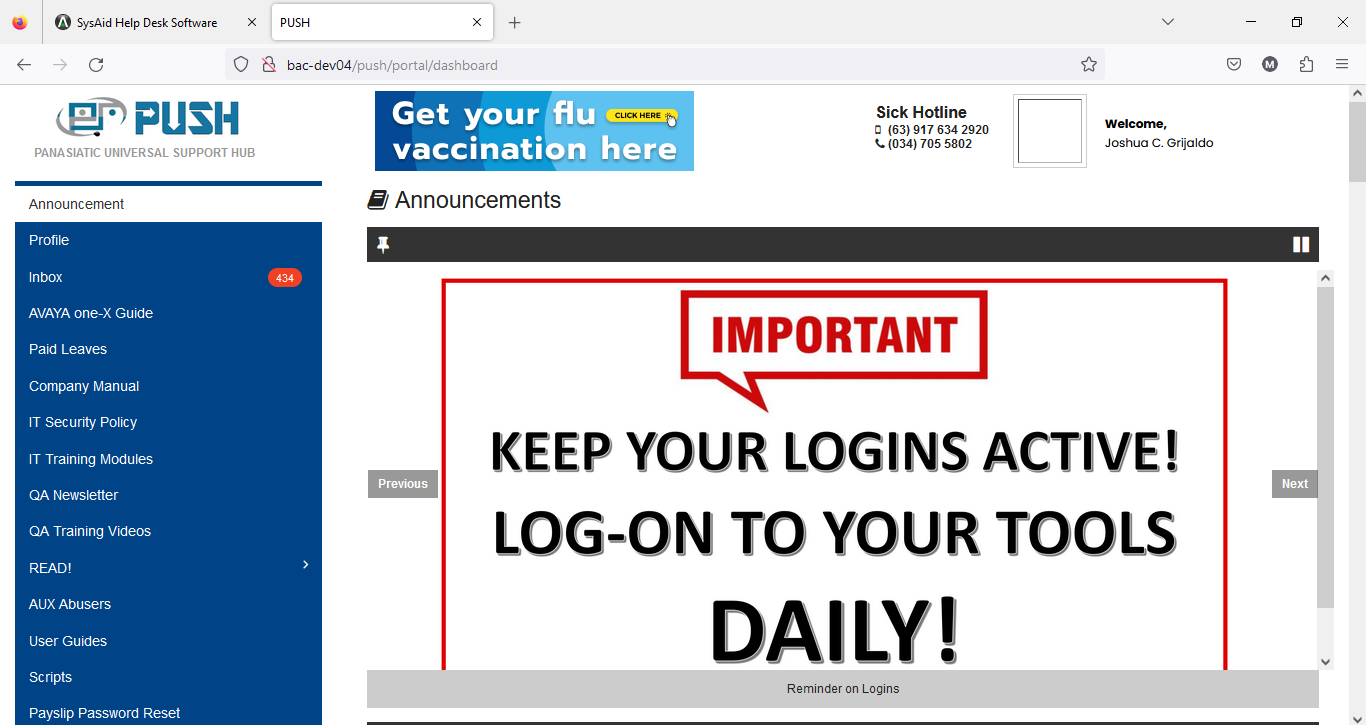 SysAid Help Desk Software
PUSH
bac-dev04/push/portal/dashboard
M
PUSH
PANASIATIC UNIVERSAL SUPPORT HUB
Get your flu
CLICK HERE
vaccination here
Sick Hotline
(63) 917 634 2920
(034) 705 5802
Welcome,
Joshua C. Grijaldo
Announcement
Profile
Inbox 434
AVAYA one-X Guide
Paid Leaves
Company Manual
IT Security Policy
IT Training Modules
QA Newsletter
QA Training Videos
READ!
AUX Abusers
User Guides
Scripts
Payslip Password Reset
Announcements
IMPORTANT
KEEP YOUR LOGINS ACTIVE!
Previous
Next
LOG-ON TO YOUR TOOLS
DAILY!
Reminder on Logins